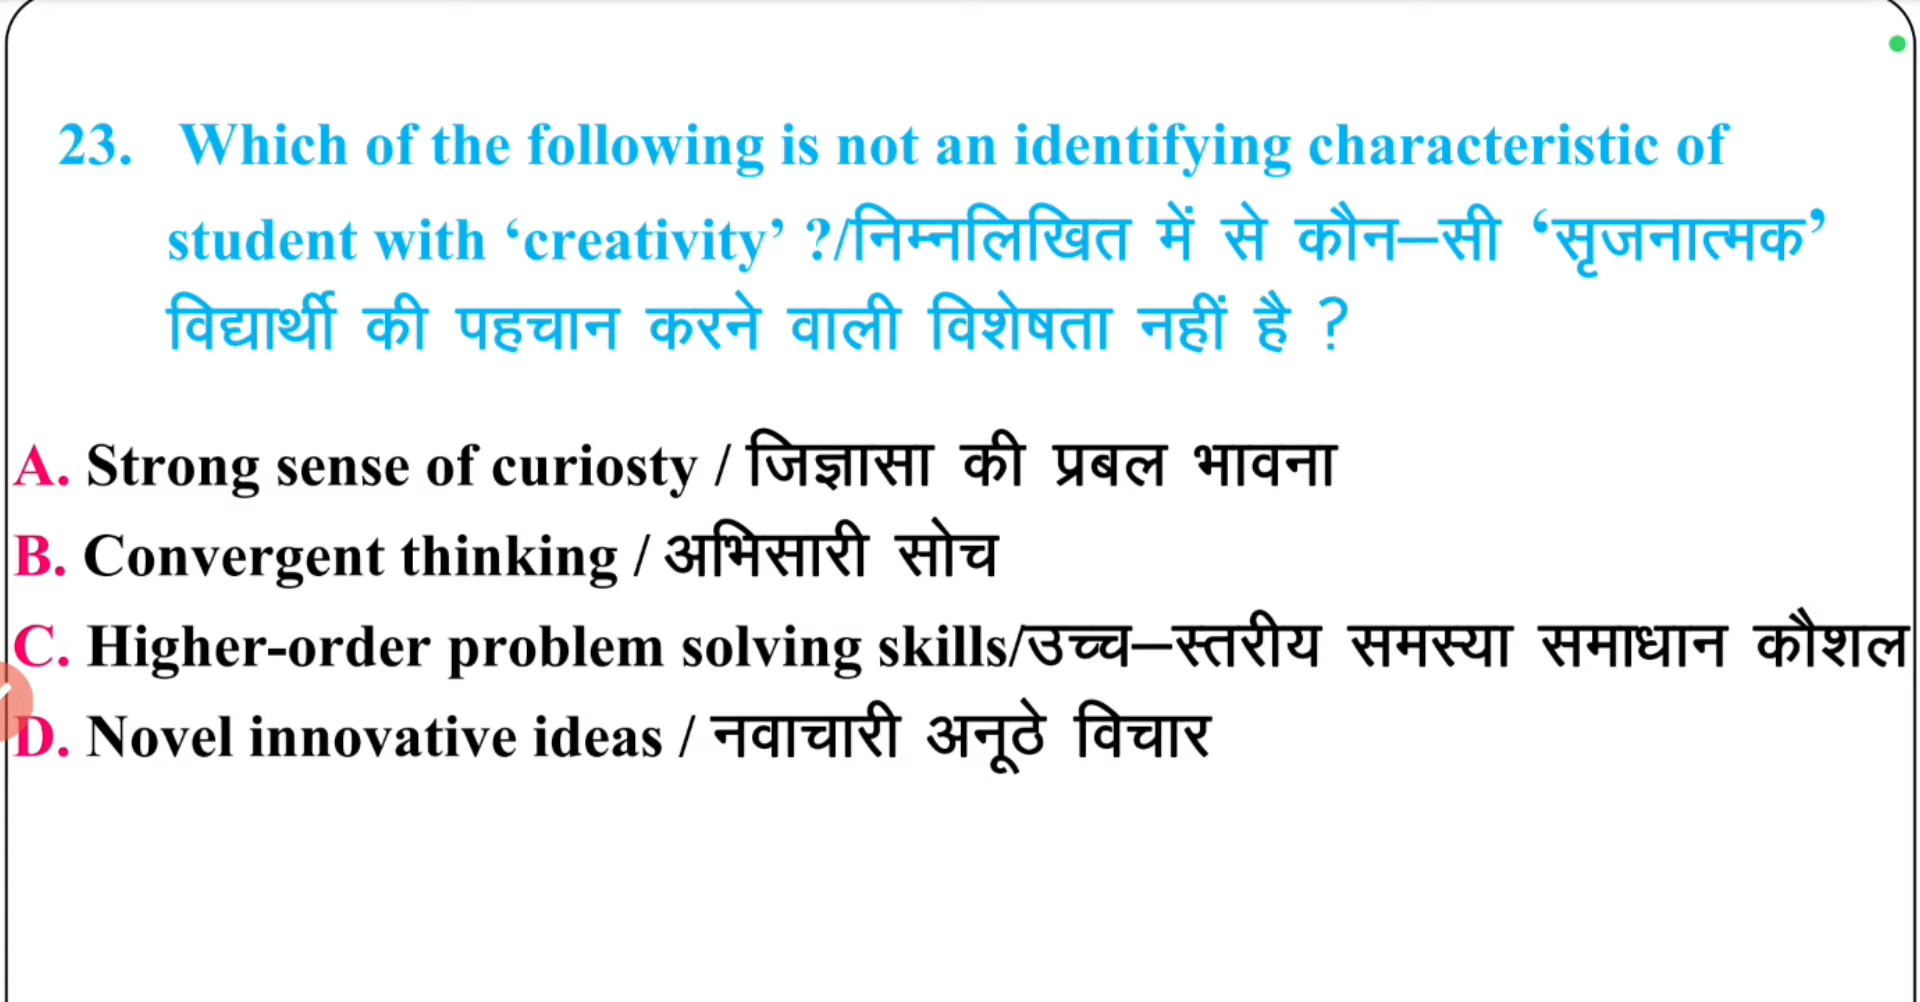 23. Which of the following is not an identifying characteristic of
student with ‘creativity’ ?/निम्नलिखित में से कौन–सी ‘सृजनात्मक’
विद्यार्थी की पहचान करने वाली विशेषता नहीं है ?
A. Strong sense of curiosty / जिज्ञासा की प्रबल भावना
B. Convergent thinking / अभिसारी सोच
C. Higher-order problem solving skills/उच्च–स्तरीय समस्या समाधान कौशल
D. Novel innovative ideas / नवाचारी अनूठे विचार